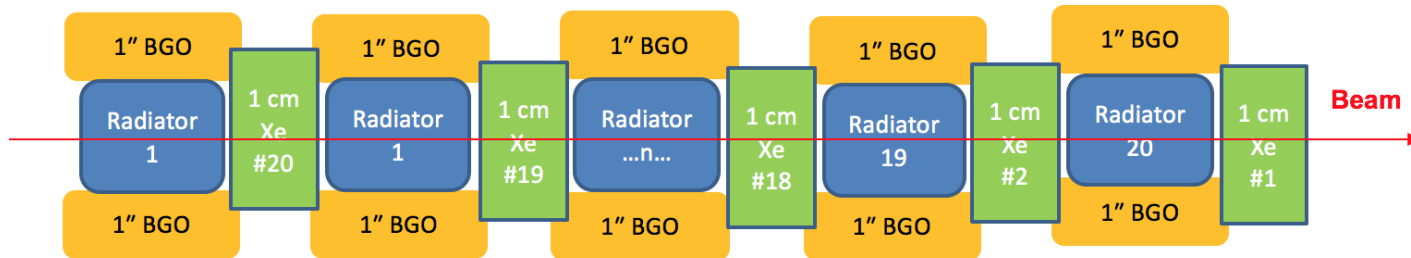 1″ BGO
1″ BGO
1″ BGO
1″ BGO
1″ BGO
Radiator
1
1 cm
Xe
#20
Radiator
1
1 cm
Xe
#19
Radiator
...n...
1 cm
Xe
#18
Radiator
19
1 cm
Xe
#2
Radiator
20
1 cm
Xe
#1
Beam
1″ BGO
1″ BGO
1″ BGO
1″ BGO
1″ BGO